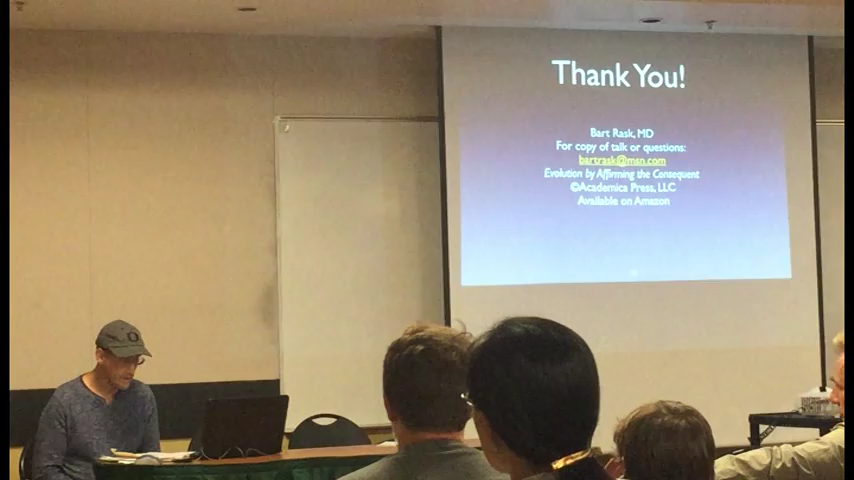 Thank You!
Bart Rask, MD
For copy of talk or questions:
bartrask@msn.com
Evolution by Affirming the Consequent
©Academica Press, LLC
Available on Amazon
O